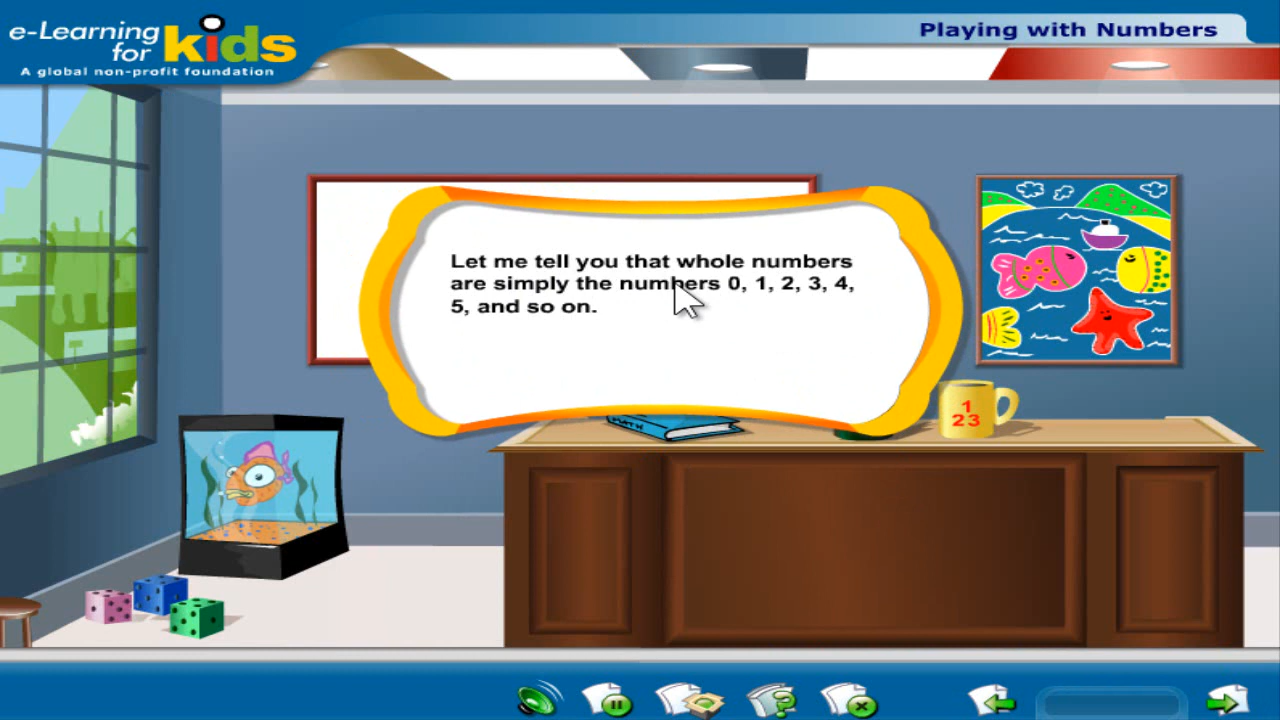 e-Learning
for kids
A global non-profit foundation
Playing with Numbers
Let me tell you that whole numbers
are simply the numbers 0, 1, 2, 3, 4,
5, and so on.
MATH
1
23